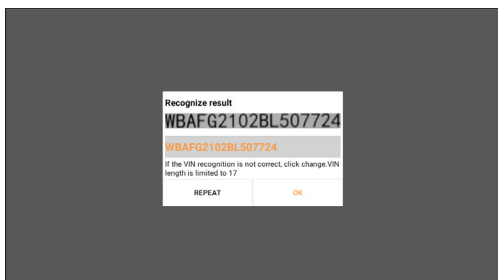 Recognize result
WBAFG2102BL507724
WBAFG2102BL507724
If the VIN recognition is not correct, click change.VIN
length is limited to 17
REPEAT OK